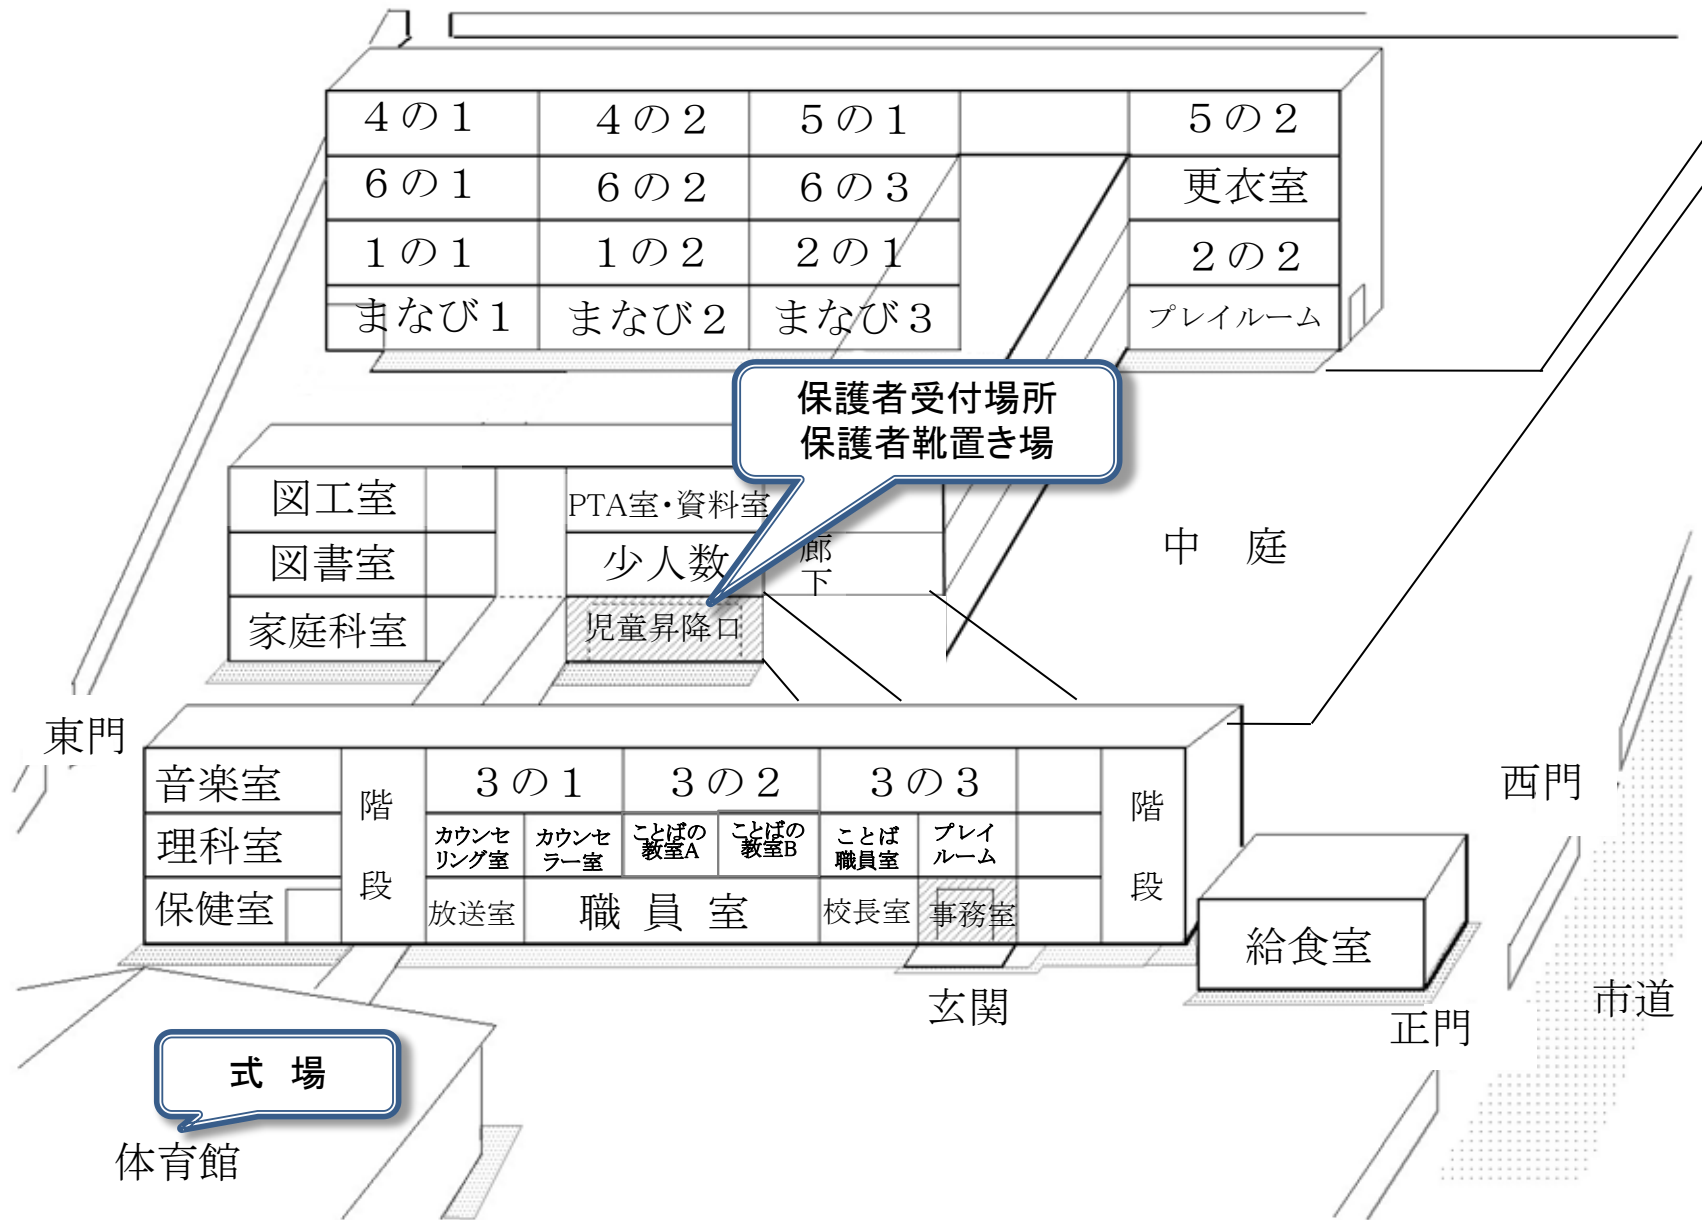 ４の１ ４の２ ５の１ ５の２
６の１ ６の２ ６の３ 更衣室
１の１ １の２ ２の１ ２の２
まなび１ まなび２ まなび３ プレイルーム
保護者受付場所
保護者靴置き場
図工室 PTA室・資料室
図書室 少人数 廊
下
家庭科室 児童昇降口
中 庭
東門
音楽室 階 ３の１ ３の２ ３の３ 階
段 段
理科室
カウンセ
リング室
カウンセ
ラー室
ことばの
教室A
ことばの
教室B
ことば
職員室
プレイ
ルーム
保健室 放送室 職 員 室 校長室 事務室
西門
給食室
玄関
正門
市道
式 場
体育館